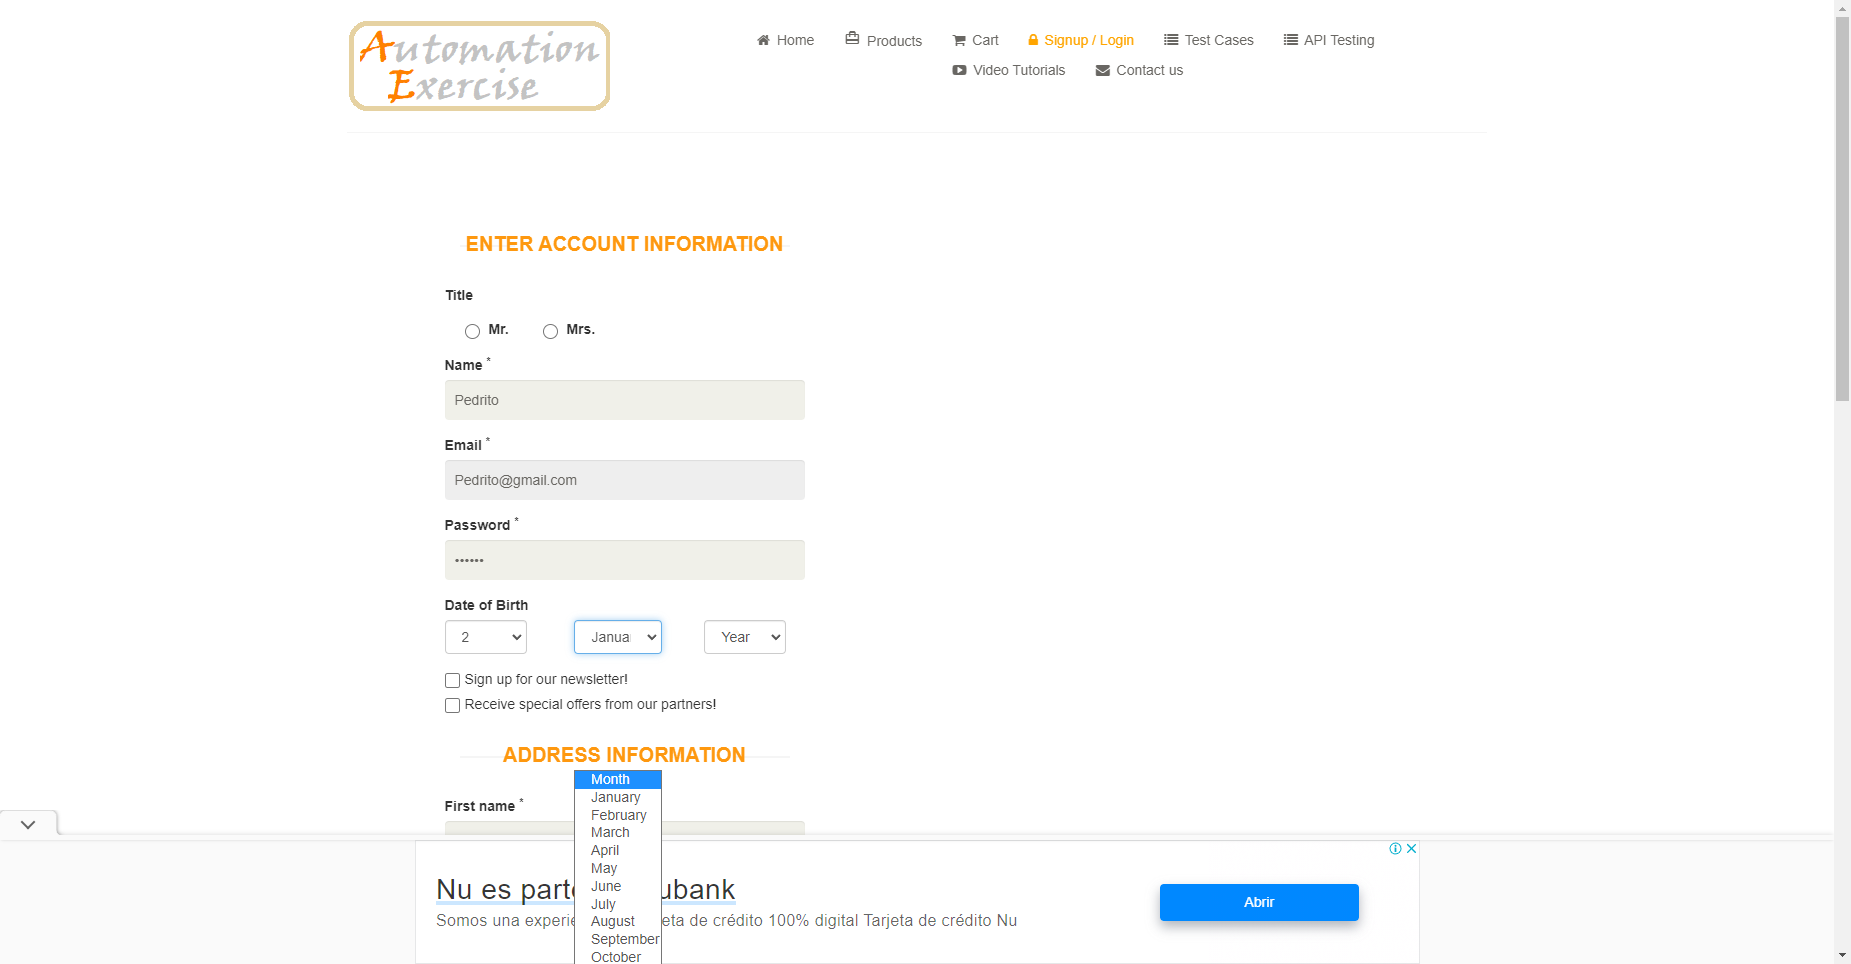 Automation
Exercise
Home
Products
Cart
Signup / Login
Test Cases
API Testing
Video Tutorials
Contact us
ENTER ACCOUNT INFORMATION
Title
Mr.
Mrs.
Name *
Pedrito
Email *
Pedrito@gmail.com
Password *
••••••
Date of Birth
2
Janua
Year
Sign up for our newsletter!
Receive special offers from our partners!
ADDRESS INFORMATION
First name *
Month
January
February
March
April
May
June
July
August
September
October
Nu es parte ubank
Somos una experie eta de crédito 100% digital Tarjeta de crédito Nu
Abrir